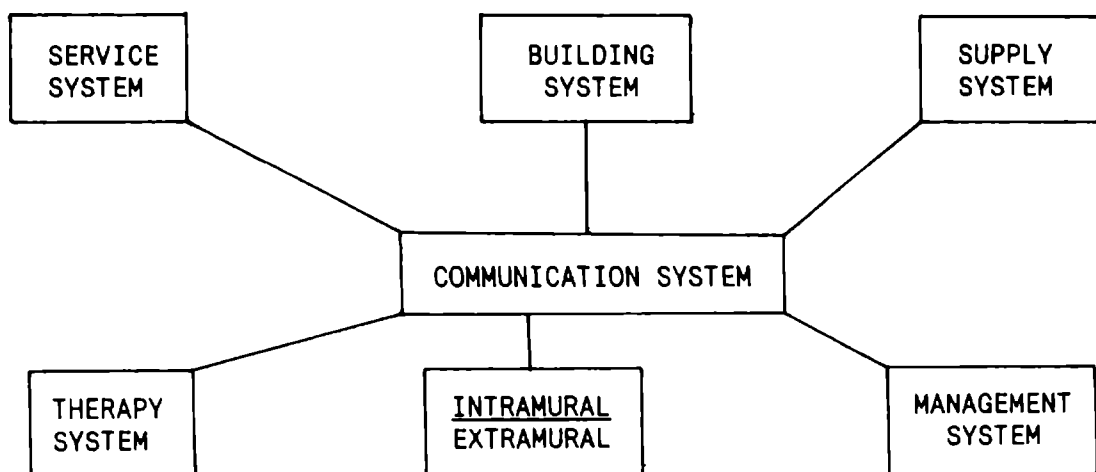 SERVICE
SYSTEM
BUILDING
SYSTEM
SUPPLY
SYSTEM
COMMUNICATION SYSTEM
THERAPY
SYSTEM
INTRAMURAL
EXTRAMURAL
MANAGEMENT
SYSTEM